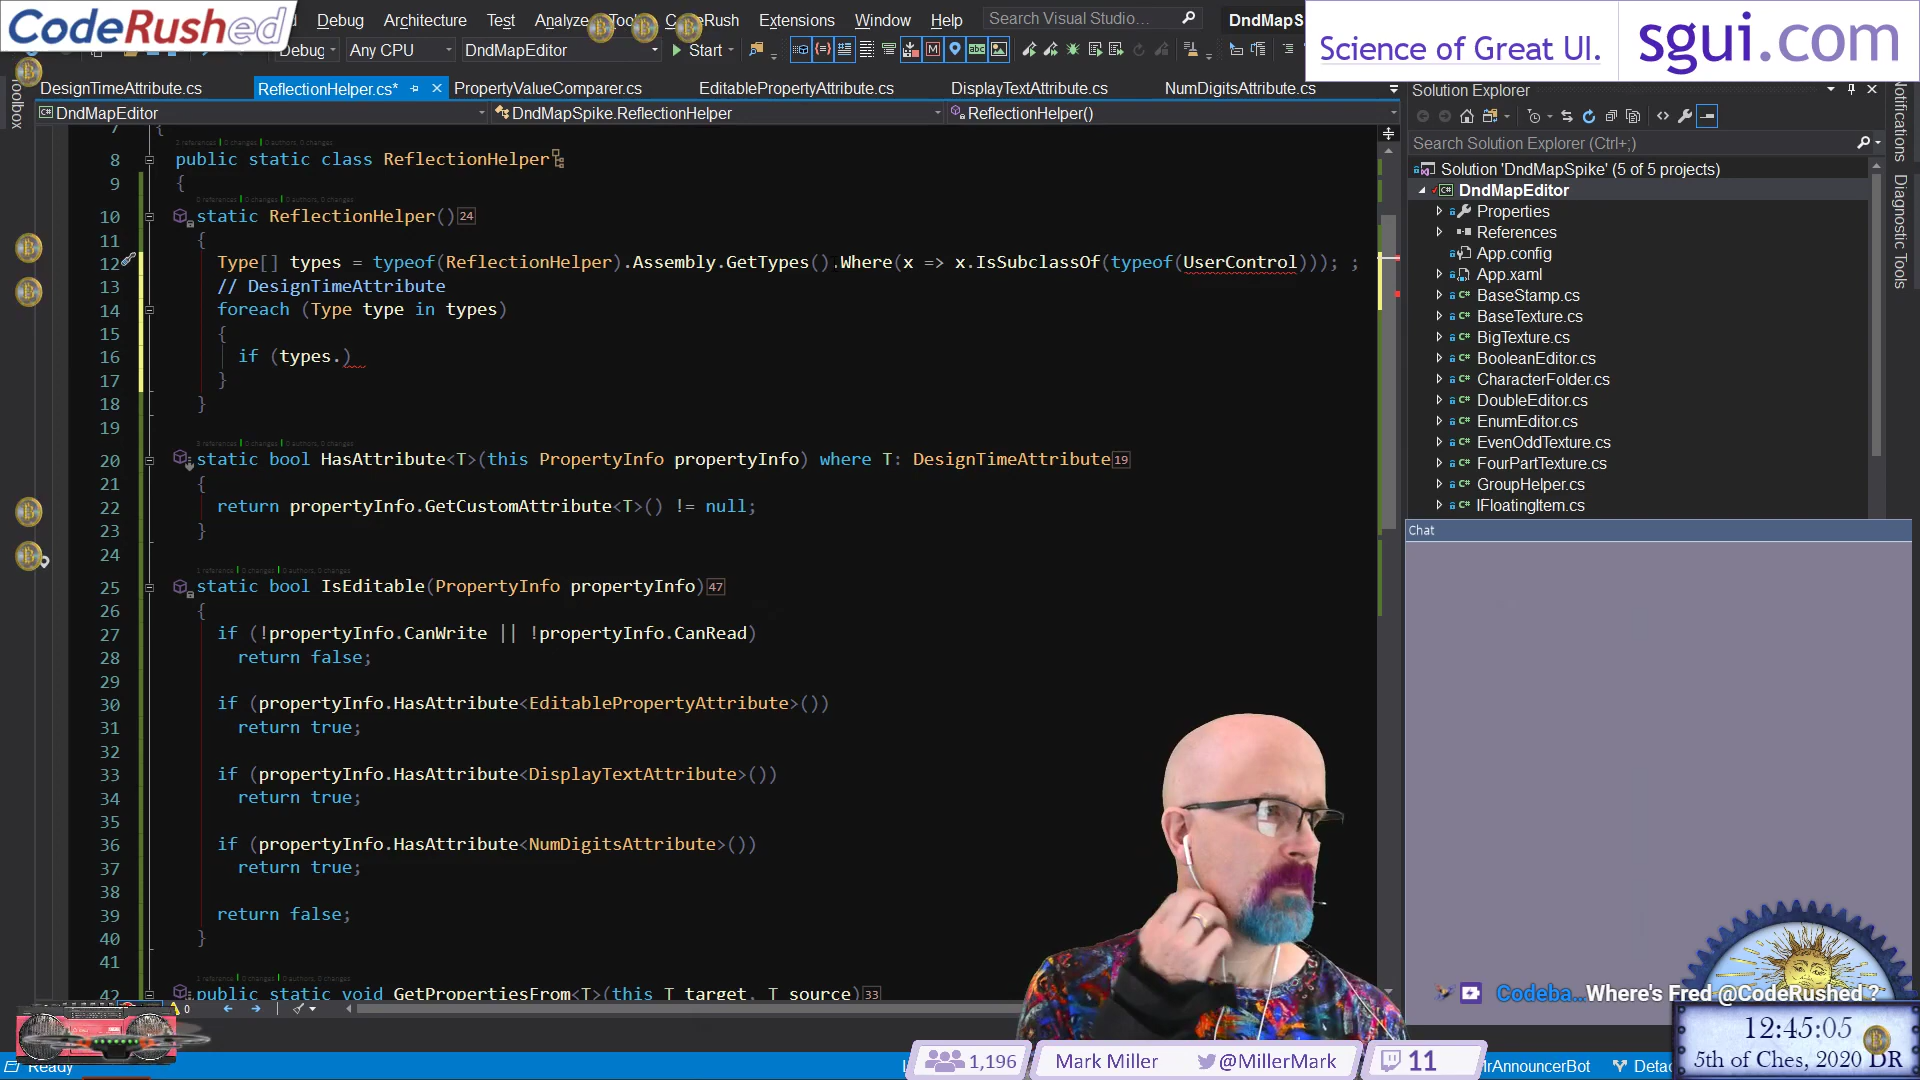 CodeRushed
Debug Architecture Test Analyze Extensions Window Help Search Visual Studio... DndMapS
Debug Any CPU DndMapEditor Start
Science of Great UI. sgui.com
DesignTimeAttribute.cs ReflectionHelper.cs* PropertyValueComparer.cs EditablePropertyAttribute.cs DisplayTextAttribute.cs NumDigitsAttribute.cs
DndMapEditor DndMapSpike.ReflectionHelper ReflectionHelper()
Toolbox
7 {
8 public static class ReflectionHelper
9 {
10 static ReflectionHelper() 24
11 {
12 Type[] types = typeof(ReflectionHelper).Assembly.GetTypes().Where(x => x.IsSubclassOf(typeof(UserControl))); ;
13 // DesignTimeAttribute
14 foreach (Type type in types)
15 {
16 if (types.)
17 }
18 }
19
20 static bool HasAttribute<T>(this PropertyInfo propertyInfo) where T: DesignTimeAttribute 19
21 {
22 return propertyInfo.GetCustomAttribute<T>() != null;
23 }
24
25 static bool IsEditable(PropertyInfo propertyInfo) 47
26 {
27 if (!propertyInfo.CanWrite || !propertyInfo.CanRead)
28 return false;
29
30 if (propertyInfo.HasAttribute<EditablePropertyAttribute>())
31 return true;
32
33 if (propertyInfo.HasAttribute<DisplayTextAttribute>())
34 return true;
35
36 if (propertyInfo.HasAttribute<NumDigitsAttribute>())
37 return true;
38
39 return false;
40 }
41
42 public static void GetPropertiesFrom<T>(this T target, T source) 33
Solution Explorer
Search Solution Explorer (Ctrl+;)
Solution 'DndMapSpike' (5 of 5 projects)
DndMapEditor
Properties
References
App.config
App.xaml
BaseStamp.cs
BaseTexture.cs
BigTexture.cs
BooleanEditor.cs
CharacterFolder.cs
DoubleEditor.cs
EnumEditor.cs
EvenOddTexture.cs
FourPartTexture.cs
GroupHelper.cs
IFloatingItem.cs
Notifications
Diagnostic Tools
Chat
Codeba... Where's Fred @CodeRushed ?
12:45:05
5th of Ches, 2020 DR
0
Ready
1,196 Mark Miller @MillerMark 11
MrAnnouncerBot Detac